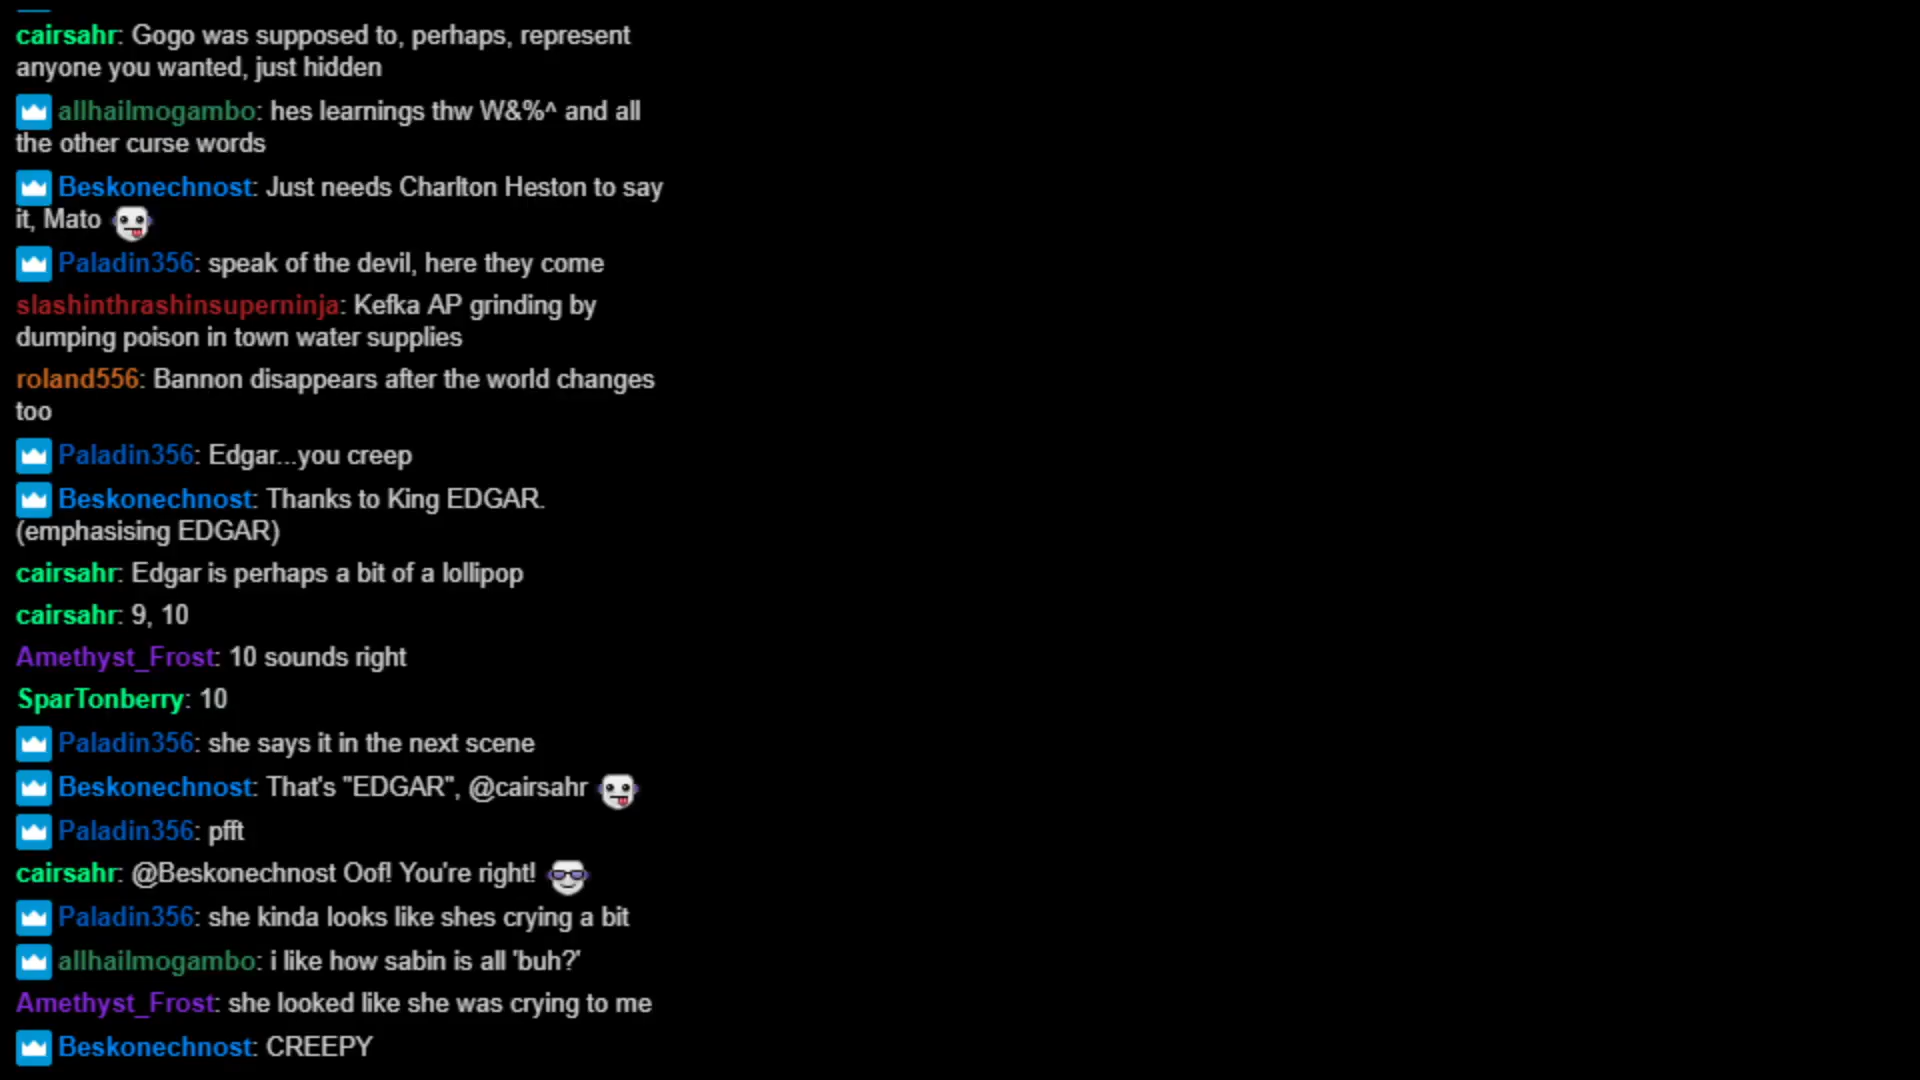 cairsahr: Gogo was supposed to, perhaps, represent
anyone you wanted, just hidden
allhailmogambo: hes learnings thw W&%^ and all
the other curse words
Beskonechnost: Just needs Charlton Heston to say
it, Mato
Paladin356: speak of the devil, here they come
slashinthrashinsuperninja: Kefka AP grinding by
dumping poison in town water supplies
roland556: Bannon disappears after the world changes
too
Paladin356: Edgar...you creep
Beskonechnost: Thanks to King EDGAR.
(emphasising EDGAR)
cairsahr: Edgar is perhaps a bit of a lollipop
cairsahr: 9, 10
Amethyst_Frost: 10 sounds right
SparTonberry: 10
Paladin356: she says it in the next scene
Beskonechnost: That's "EDGAR", @cairsahr
Paladin356: pfft
cairsahr: @Beskonechnost Oof! You're right!
Paladin356: she kinda looks like shes crying a bit
allhailmogambo: i like how sabin is all 'buh?'
Amethyst_Frost: she looked like she was crying to me
Beskonechnost: CREEPY